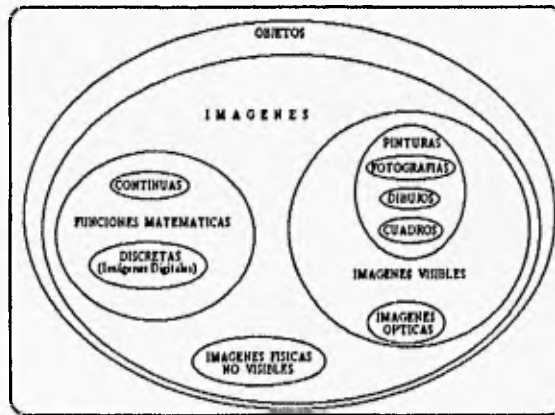 OBJETOS
IMAGENES
PINTURAS
FOTOGRAFIAS
DIBUJOS
CUADROS
IMAGENES VISIBLES
IMAGENES
OPTICAS
CONTINUAS
FUNCIONES MATEMATICAS
DISCRETAS
(Imágenes Digitales)
IMAGENES FISICAS
NO VISIBLES